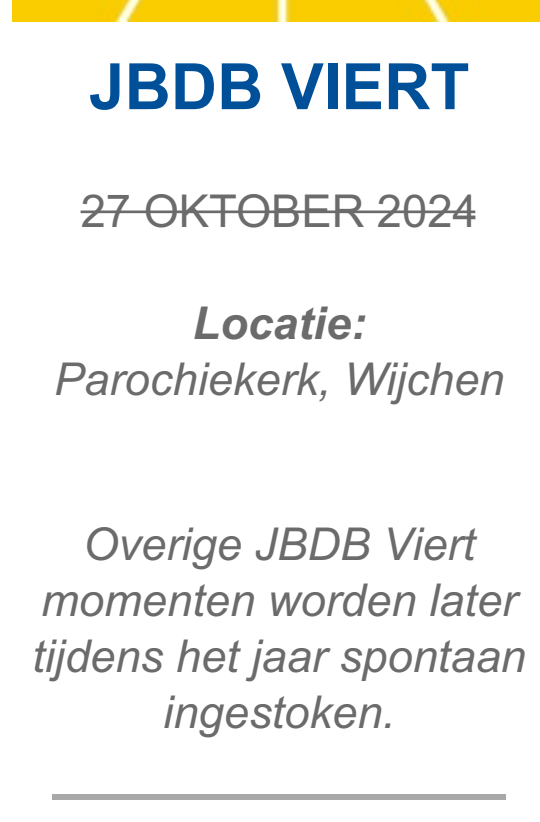 JBDB VIERT
27 OKTOBER 2024
Locatie:
Parochiekerk, Wijchen
Overige JBDB Viert
momenten worden later
tijdens het jaar spontaan
ingestoken.